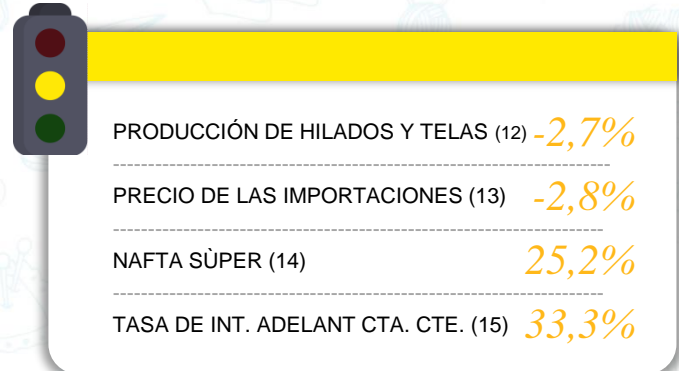 PRODUCCIÓN DE HILADOS Y TELAS (12) -2,7%
PRECIO DE LAS IMPORTACIONES (13) -2,8%
NAFTA SÙPER (14) 25,2%
TASA DE INT. ADELANT CTA. CTE. (15) 33,3%